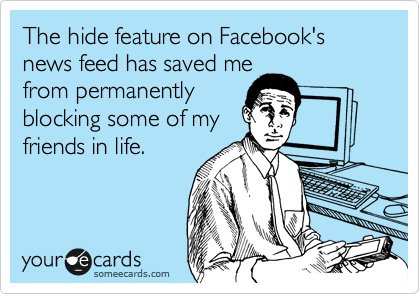 The hide feature on Facebook's
news feed has saved me
from permanently
blocking some of my
friends in life.
your e cards
someecards.com